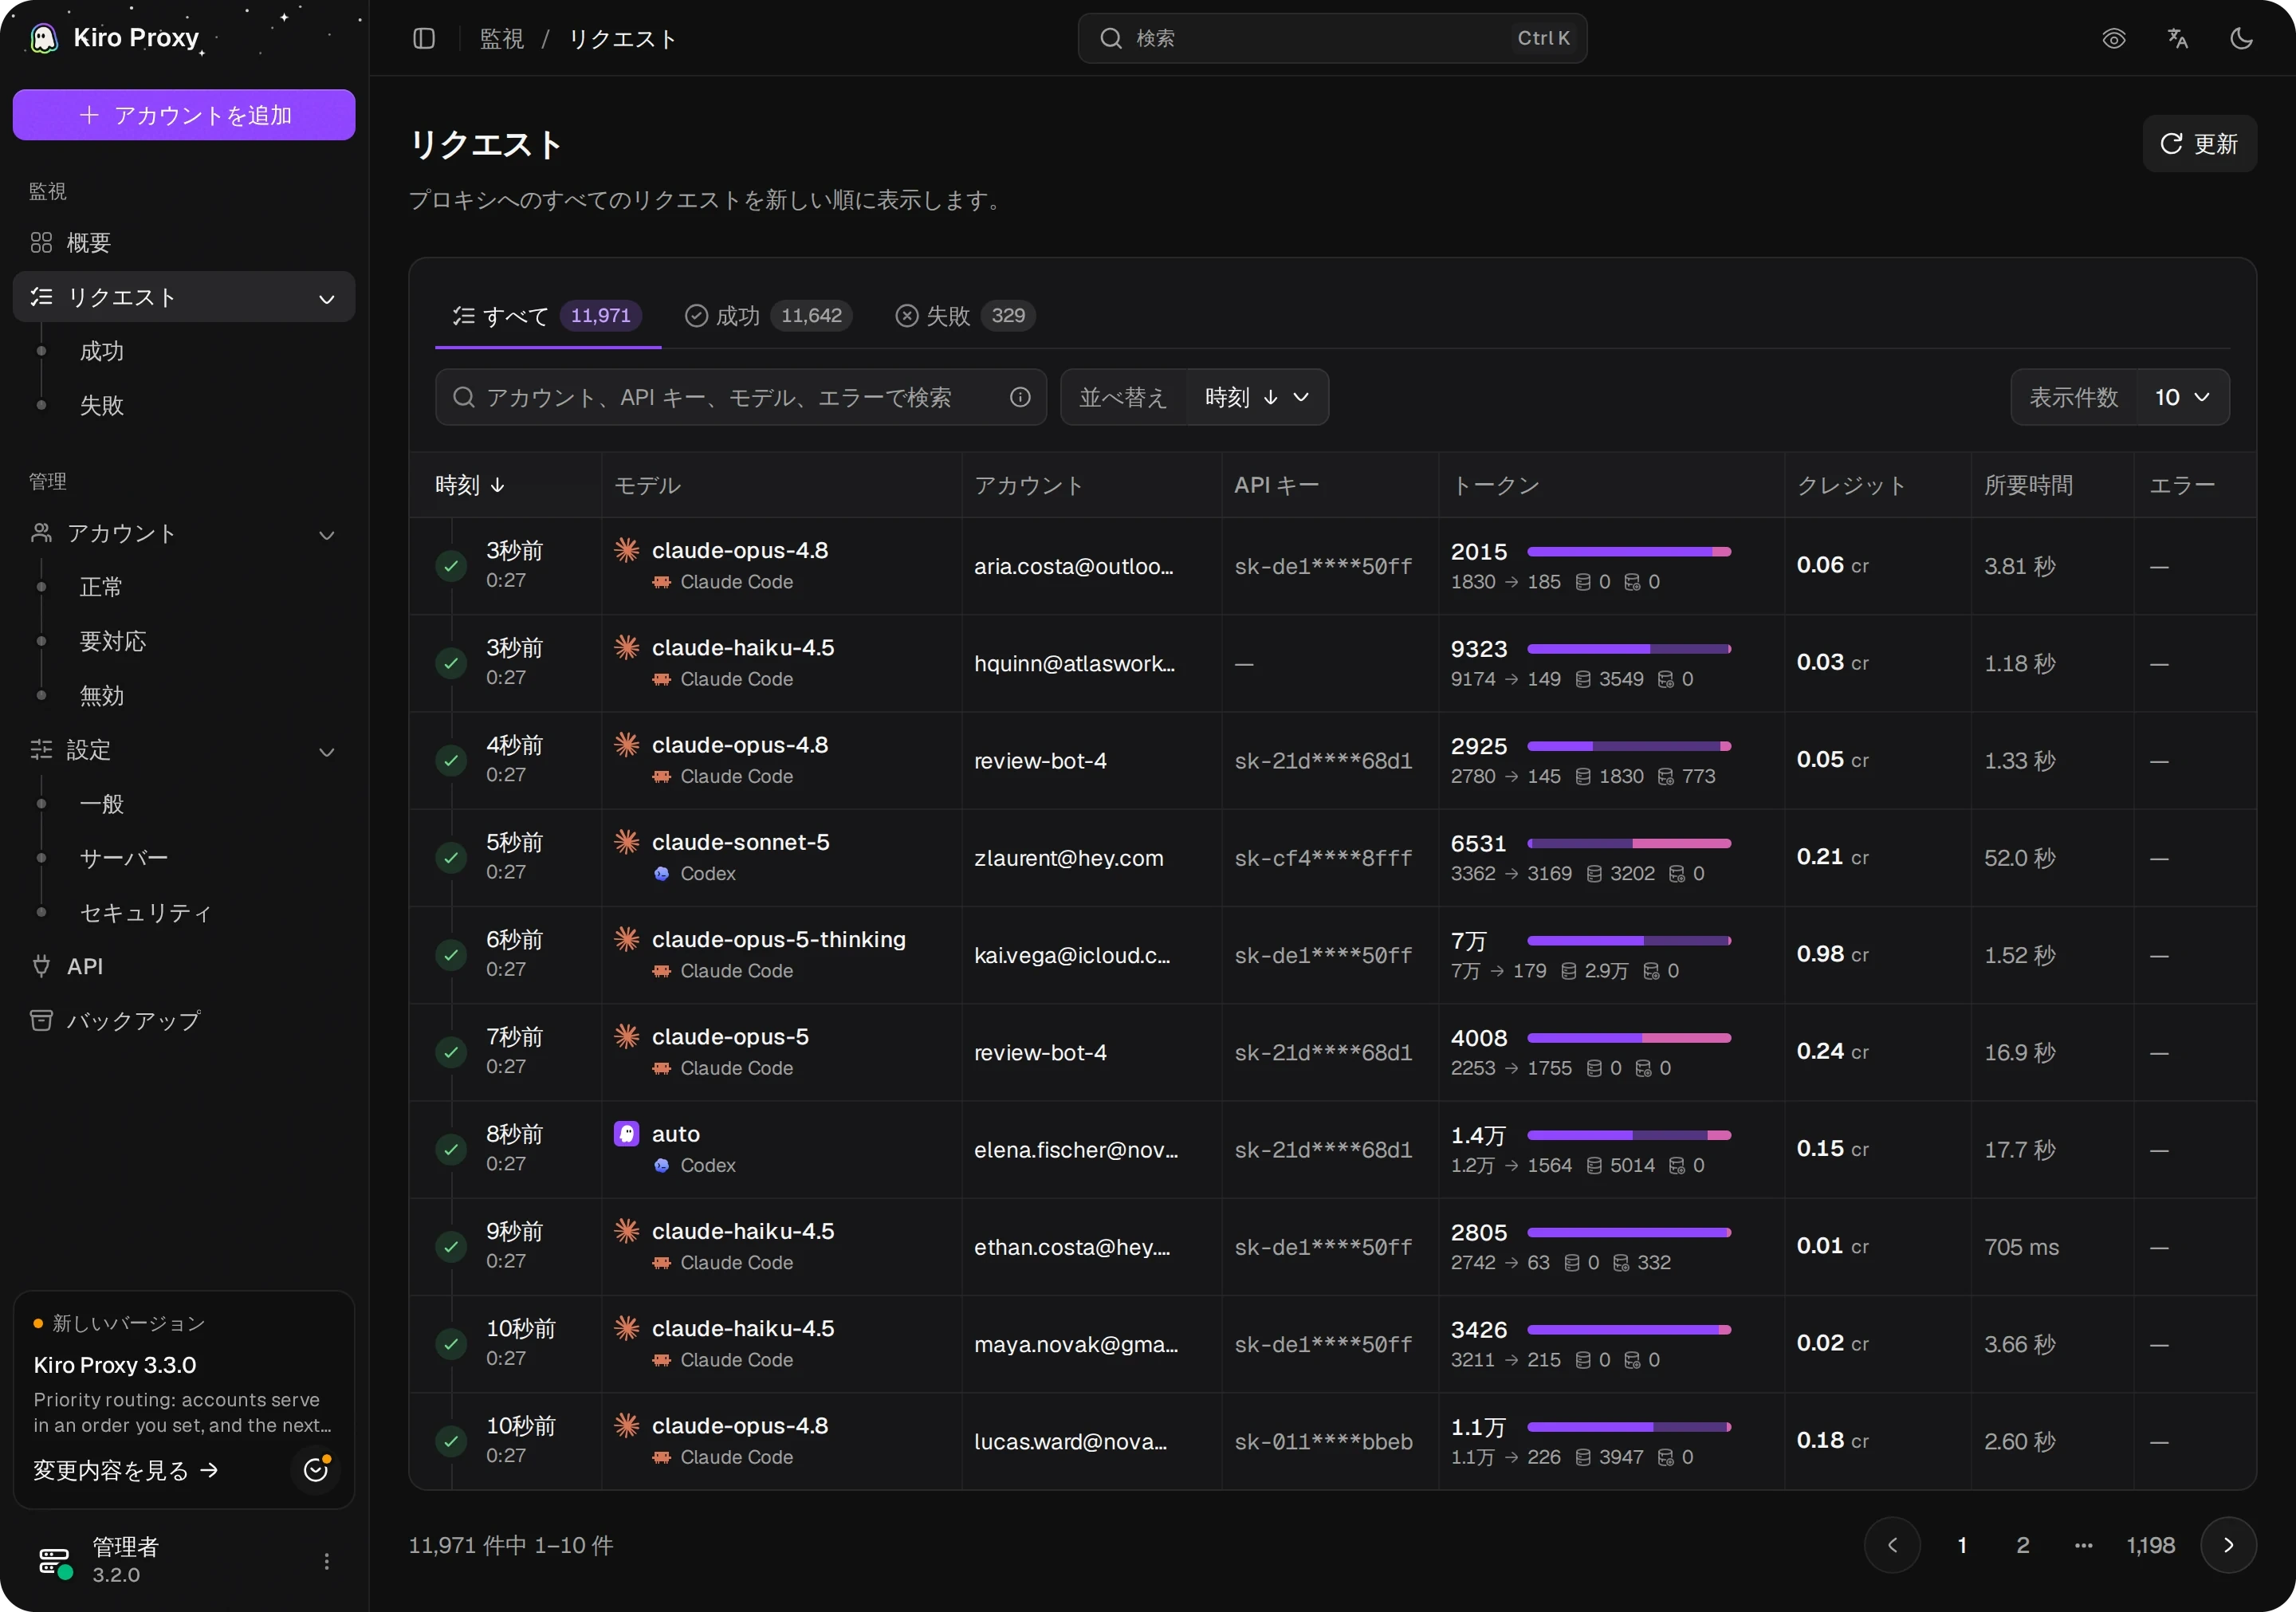 Kiro Proxy
アカウントを追加
監視
概要
リクエスト
成功
失敗
管理
アカウント
正常
要対応
無効
設定
一般
サーバー
セキュリティ
API
バックアップ
新しいバージョン
Kiro Proxy 3.3.0
Priority routing: accounts serve
in an order you set, and the next...
変更内容を見る →
管理者
3.2.0
監視 / リクエスト
検索 Ctrl K
リクエスト
更新
プロキシへのすべてのリクエストを新しい順に表示します。
すべて 11,971 成功 11,642 失敗 329
アカウント、API キー、モデル、エラーで検索 並べ替え 時刻 ↓ 表示件数 10
時刻 ↓ モデル アカウント API キー トークン クレジット 所要時間 エラー
3秒前 claude-opus-4.8 2015
aria.costa@outloo... sk-de1****50ff 0.06 cr 3.81 秒 —
0:27 Claude Code 1830 → 185 0 0
3秒前 claude-haiku-4.5 9323
hquinn@atlaswork... — 0.03 cr 1.18 秒 —
0:27 Claude Code 9174 → 149 3549 0
4秒前 claude-opus-4.8 2925
review-bot-4 sk-21d****68d1 0.05 cr 1.33 秒 —
0:27 Claude Code 2780 → 145 1830 773
5秒前 claude-sonnet-5 6531
zlaurent@hey.com sk-cf4****8fff 0.21 cr 52.0 秒 —
0:27 Codex 3362 → 3169 3202 0
6秒前 claude-opus-5-thinking 7万
kai.vega@icloud.c... sk-de1****50ff 0.98 cr 1.52 秒 —
0:27 Claude Code 7万 → 179 2.9万 0
7秒前 claude-opus-5 4008
review-bot-4 sk-21d****68d1 0.24 cr 16.9 秒 —
0:27 Claude Code 2253 → 1755 0 0
8秒前 auto 1.4万
elena.fischer@nov... sk-21d****68d1 0.15 cr 17.7 秒 —
0:27 Codex 1.2万 → 1564 5014 0
9秒前 claude-haiku-4.5 2805
ethan.costa@hey.... sk-de1****50ff 0.01 cr 705 ms —
0:27 Claude Code 2742 → 63 0 332
10秒前 claude-haiku-4.5 3426
maya.novak@gma... sk-de1****50ff 0.02 cr 3.66 秒 —
0:27 Claude Code 3211 → 215 0 0
10秒前 claude-opus-4.8 1.1万
lucas.ward@nova... sk-011****bbeb 0.18 cr 2.60 秒 —
0:27 Claude Code 1.1万 → 226 3947 0
11,971 件中 1–10 件 1 2 ··· 1,198